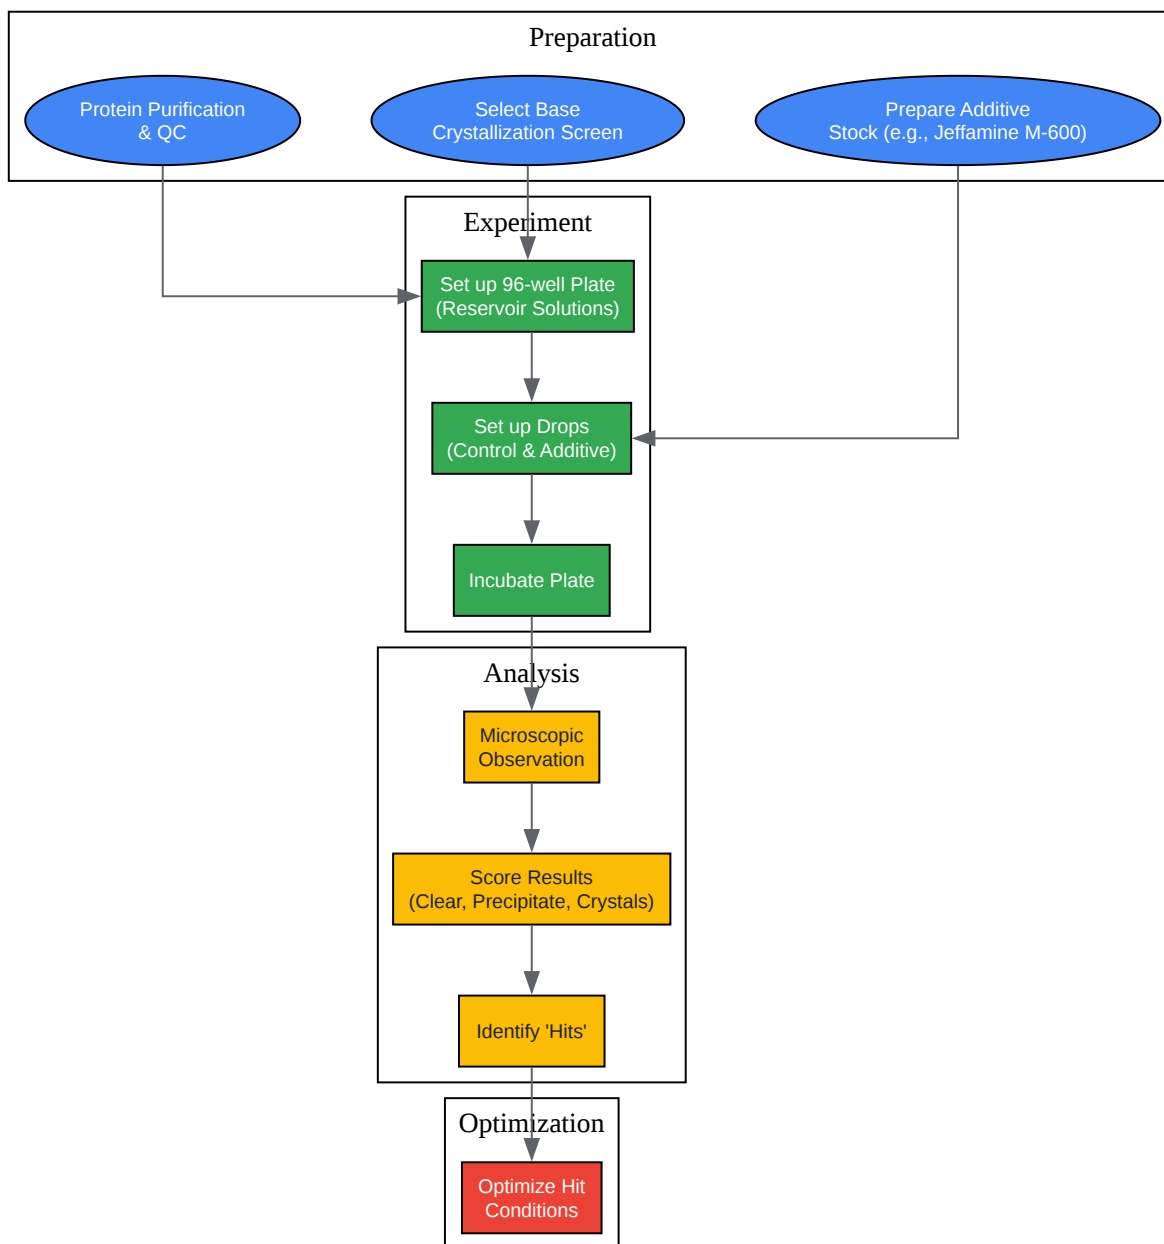 Preparation
Protein Purification
& QC
Select Base
Crystallization Screen
Prepare Additive
Stock (e.g., Jeffamine M-600)
Experiment
Set up 96-well Plate
(Reservoir Solutions)
Set up Drops
(Control & Additive)
Incubate Plate
Analysis
Microscopic
Observation
Score Results
(Clear, Precipitate, Crystals)
Identify 'Hits'
Optimization
Optimize Hit
Conditions